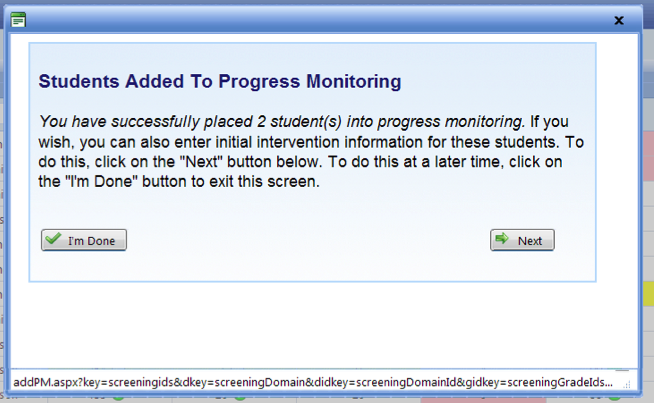 Students Added To Progress Monitoring
You have successfully placed 2 student(s) into progress monitoring. If you
wish, you can also enter initial intervention information for these students. To
do this, click on the "Next" button below. To do this at a later time, click on
the "I'm Done" button to exit this screen.
I'm Done Next
addPM.aspx?key=screeningids&dkey=screeningDomain&didkey=screeningDomainId&gidkey=screeningGradeIds...